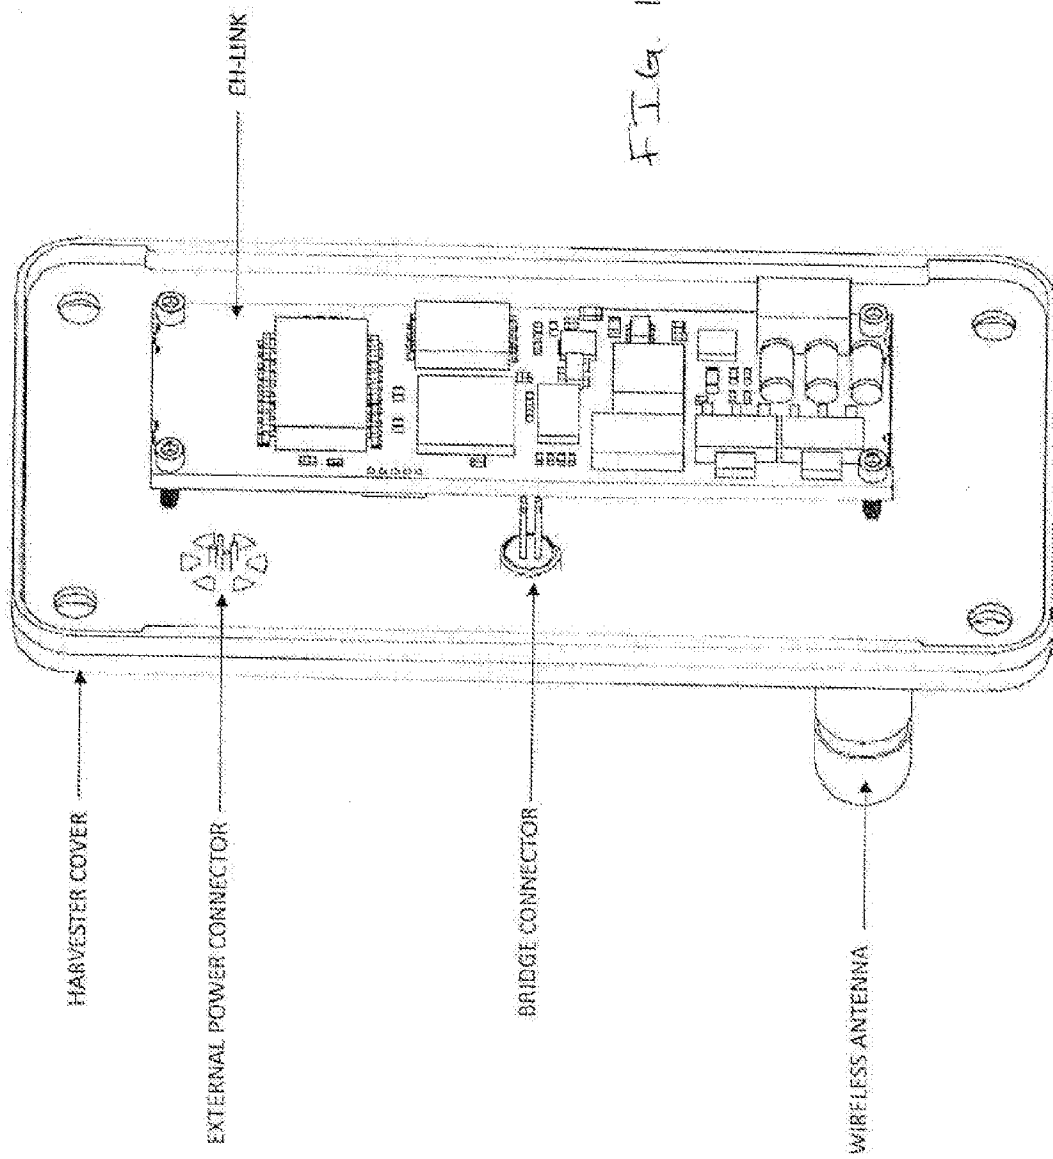 HARVESTER COVER
EXTERNAL POWER CONNECTOR
EH-LINK
BRIDGE CONNECTOR
FIG. 1
WIRELESS ANTENNA